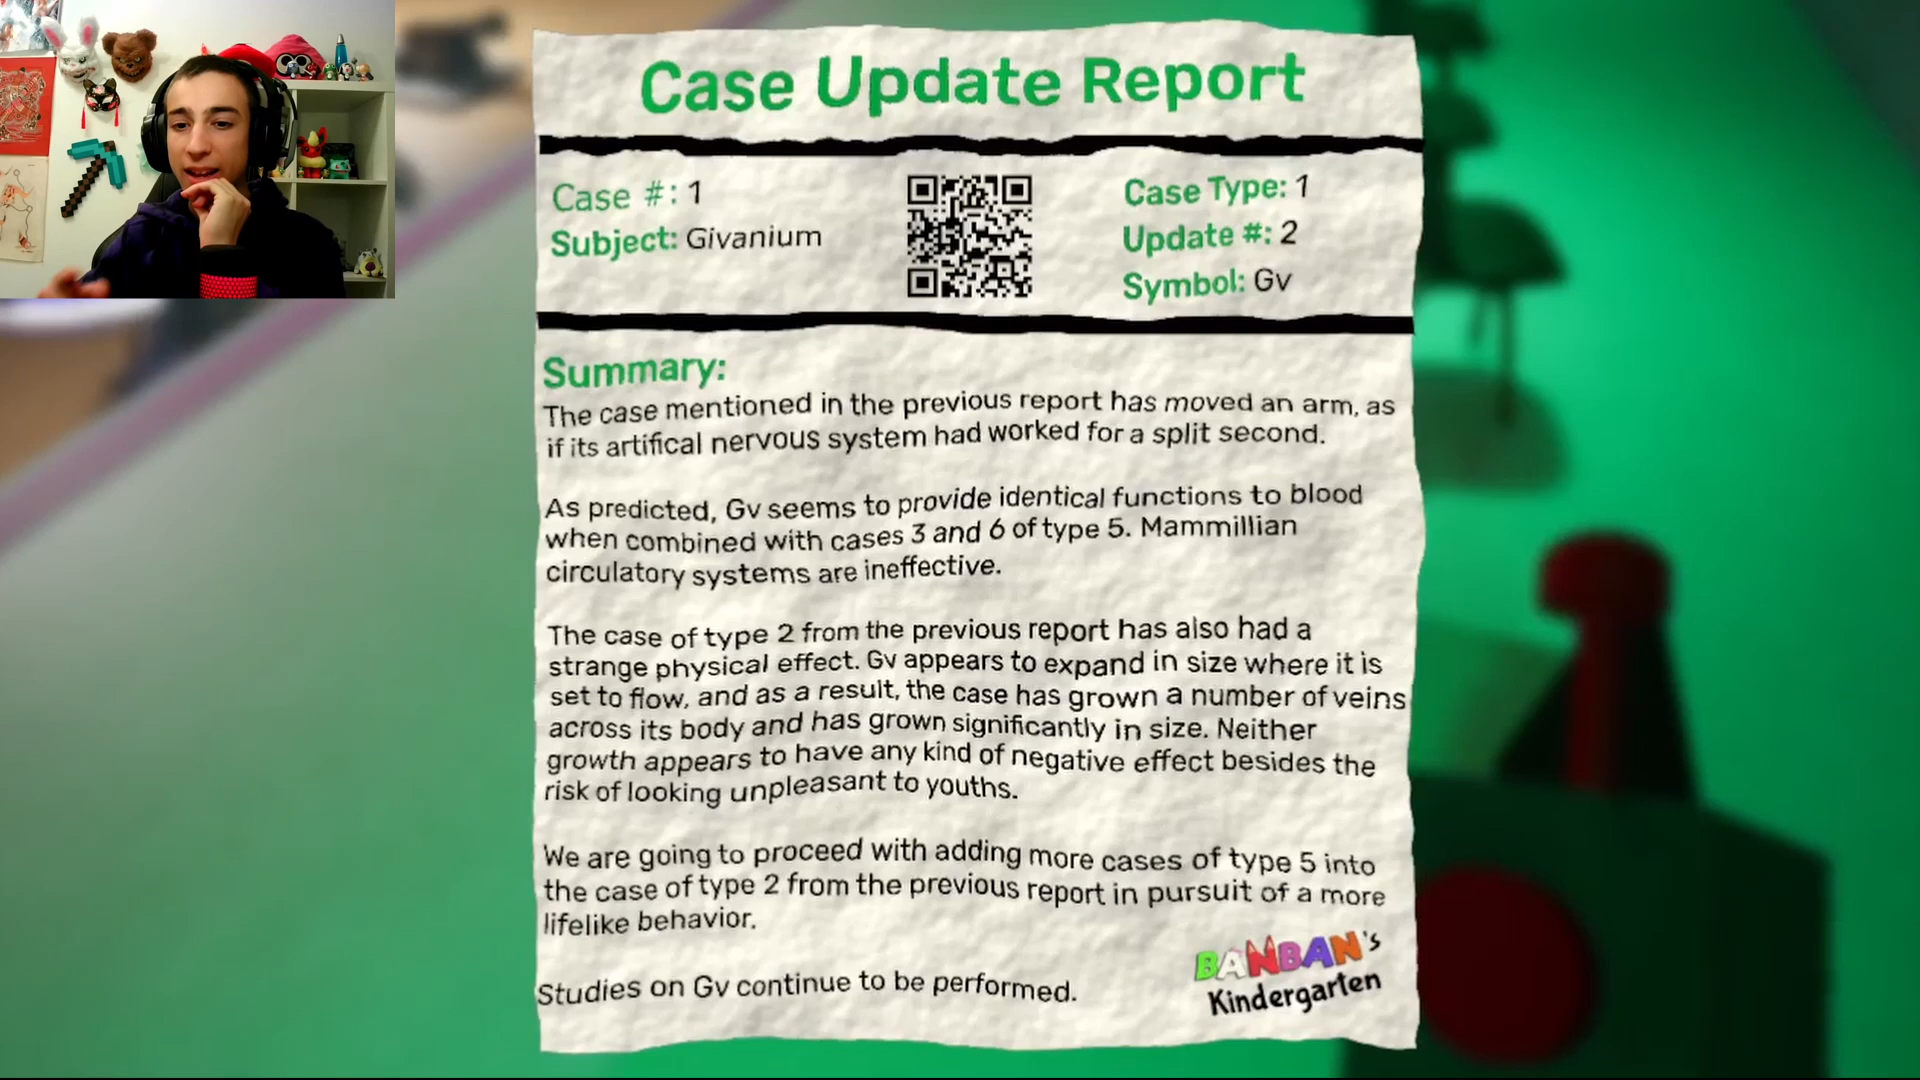 Case Update Report
Case #: 1
Subject: Givanium
Case Type: 1
Update #: 2
Symbol: Gv
Summary:
The case mentioned in the previous report has moved an arm, as
if its artifical nervous system had worked for a split second.
As predicted, Gv seems to provide identical functions to blood
when combined with cases 3 and 6 of type 5. Mammillian
circulatory systems are ineffective.
The case of type 2 from the previous report has also had a
strange physical effect. Gv appears to expand in size where it is
set to flow, and as a result, the case has grown a number of veins
across its body and has grown significantly in size. Neither
growth appears to have any kind of negative effect besides the
risk of looking unpleasant to youths.
We are going to proceed with adding more cases of type 5 into
the case of type 2 from the previous report in pursuit of a more
lifelike behavior.
Studies on Gv continue to be performed.
BANBAN's
Kindergarten